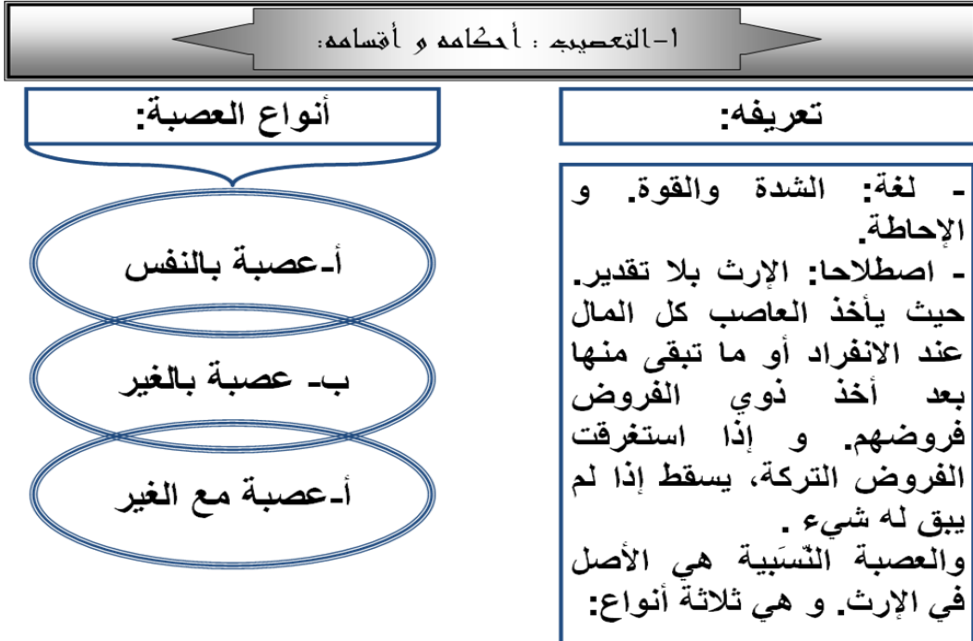 ١-التعصيب : أحكامه و أقسامه:
تعريفه:
- لغة: الشدة والقوة. و
الإحاطة.
- اصطلاحا: الإرث بلا تقدير.
حيث يأخذ العاصب كل المال
عند الانفراد أو ما تبقى منها
بعد أخذ ذوي الفروض
فروضهم. و إذا استغرقت
الفروض التركة، يسقط إذا لم
يبق له شيء .
والعصبة النّسَبية هي الأصل
في الإرث. و هي ثلاثة أنواع:
أنواع العصبة:
أ-عصبة بالنفس
ب- عصبة بالغير
أ-عصبة مع الغير